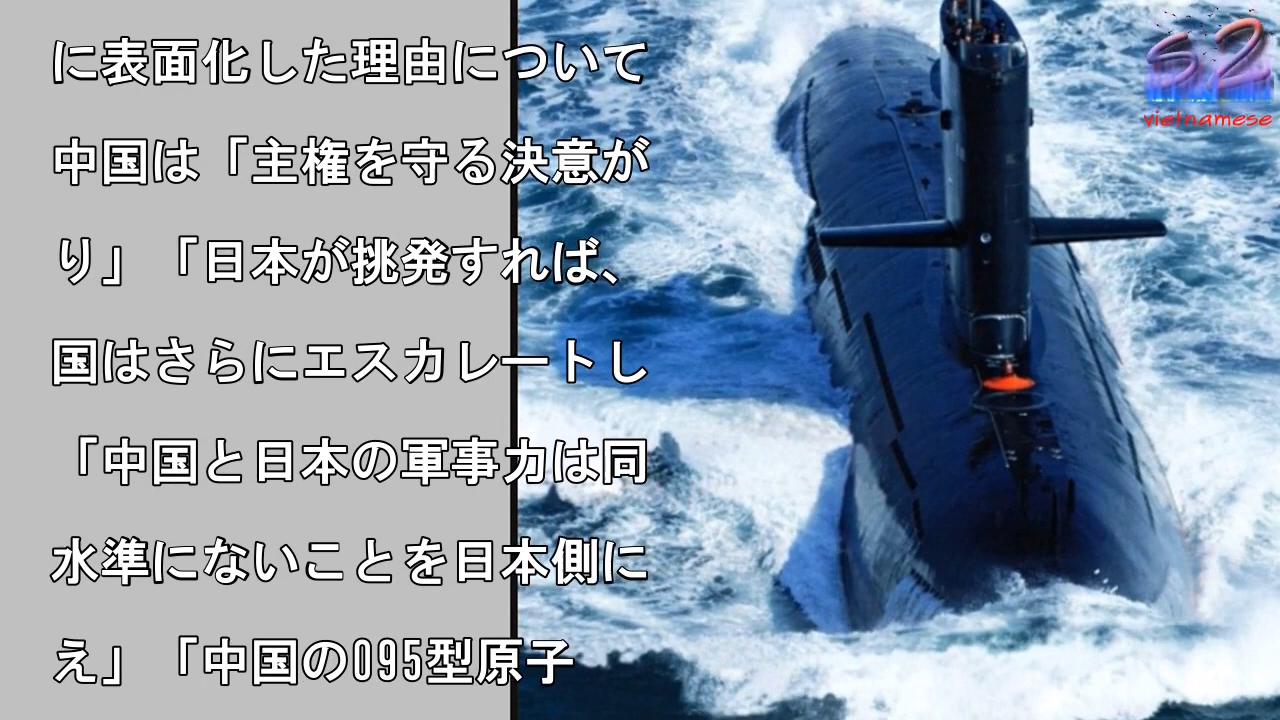 に表面化した理由について
中国は「主権を守る決意が
り」「日本が挑発すれば、
国はさらにエスカレートし
「中国と日本の軍事力は同
水準にないことを日本側に
え」「中国の095型原子
S2
vietnamese